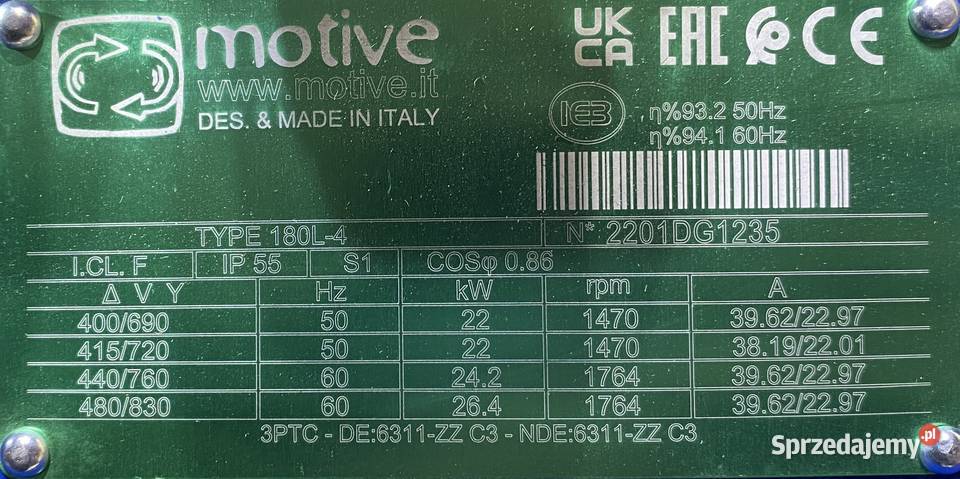 motive
www.motive.it
DES. & MADE IN ITALY
UK CA EAC CE
IE3 η%93.2 50Hz
η%94.1 60Hz
TYPE 180L-4 N* 2201DG1235
I.CL. F IP 55 S1 COSφ 0.86
Δ V Y Hz kW rpm A
400/690 50 22 1470 39.62/22.97
415/720 50 22 1470 38.19/22.01
440/760 60 24.2 1764 39.62/22.97
480/830 60 26.4 1764 39.62/22.97
3PTC - DE:6311-ZZ C3 - NDE:6311-ZZ C3
Sprzedajemy.pl